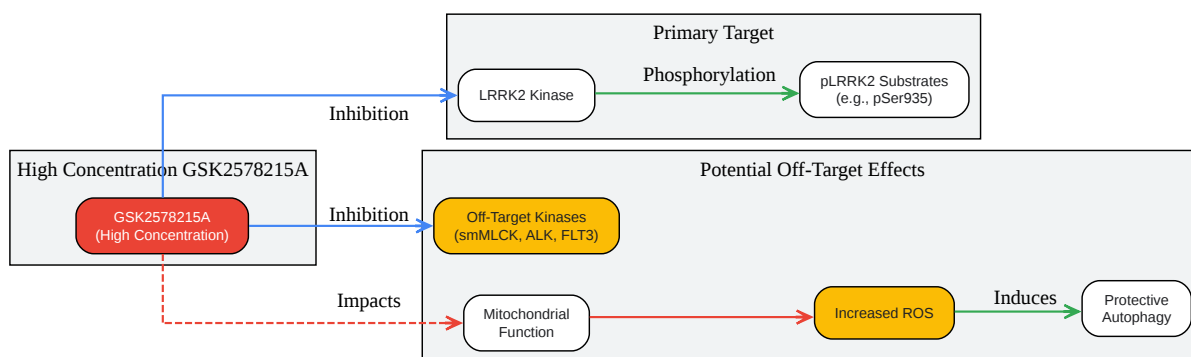 Primary Target
LRRK2 Kinase
Phosphorylation
pLRRK2 Substrates
(e.g., pSer935)
Inhibition
High Concentration GSK2578215A
GSK2578215A
(High Concentration)
Inhibition
Impacts
Potential Off-Target Effects
Off-Target Kinases
(smMLCK, ALK, FLT3)
Mitochondrial
Function
Increased ROS
Induces
Protective
Autophagy